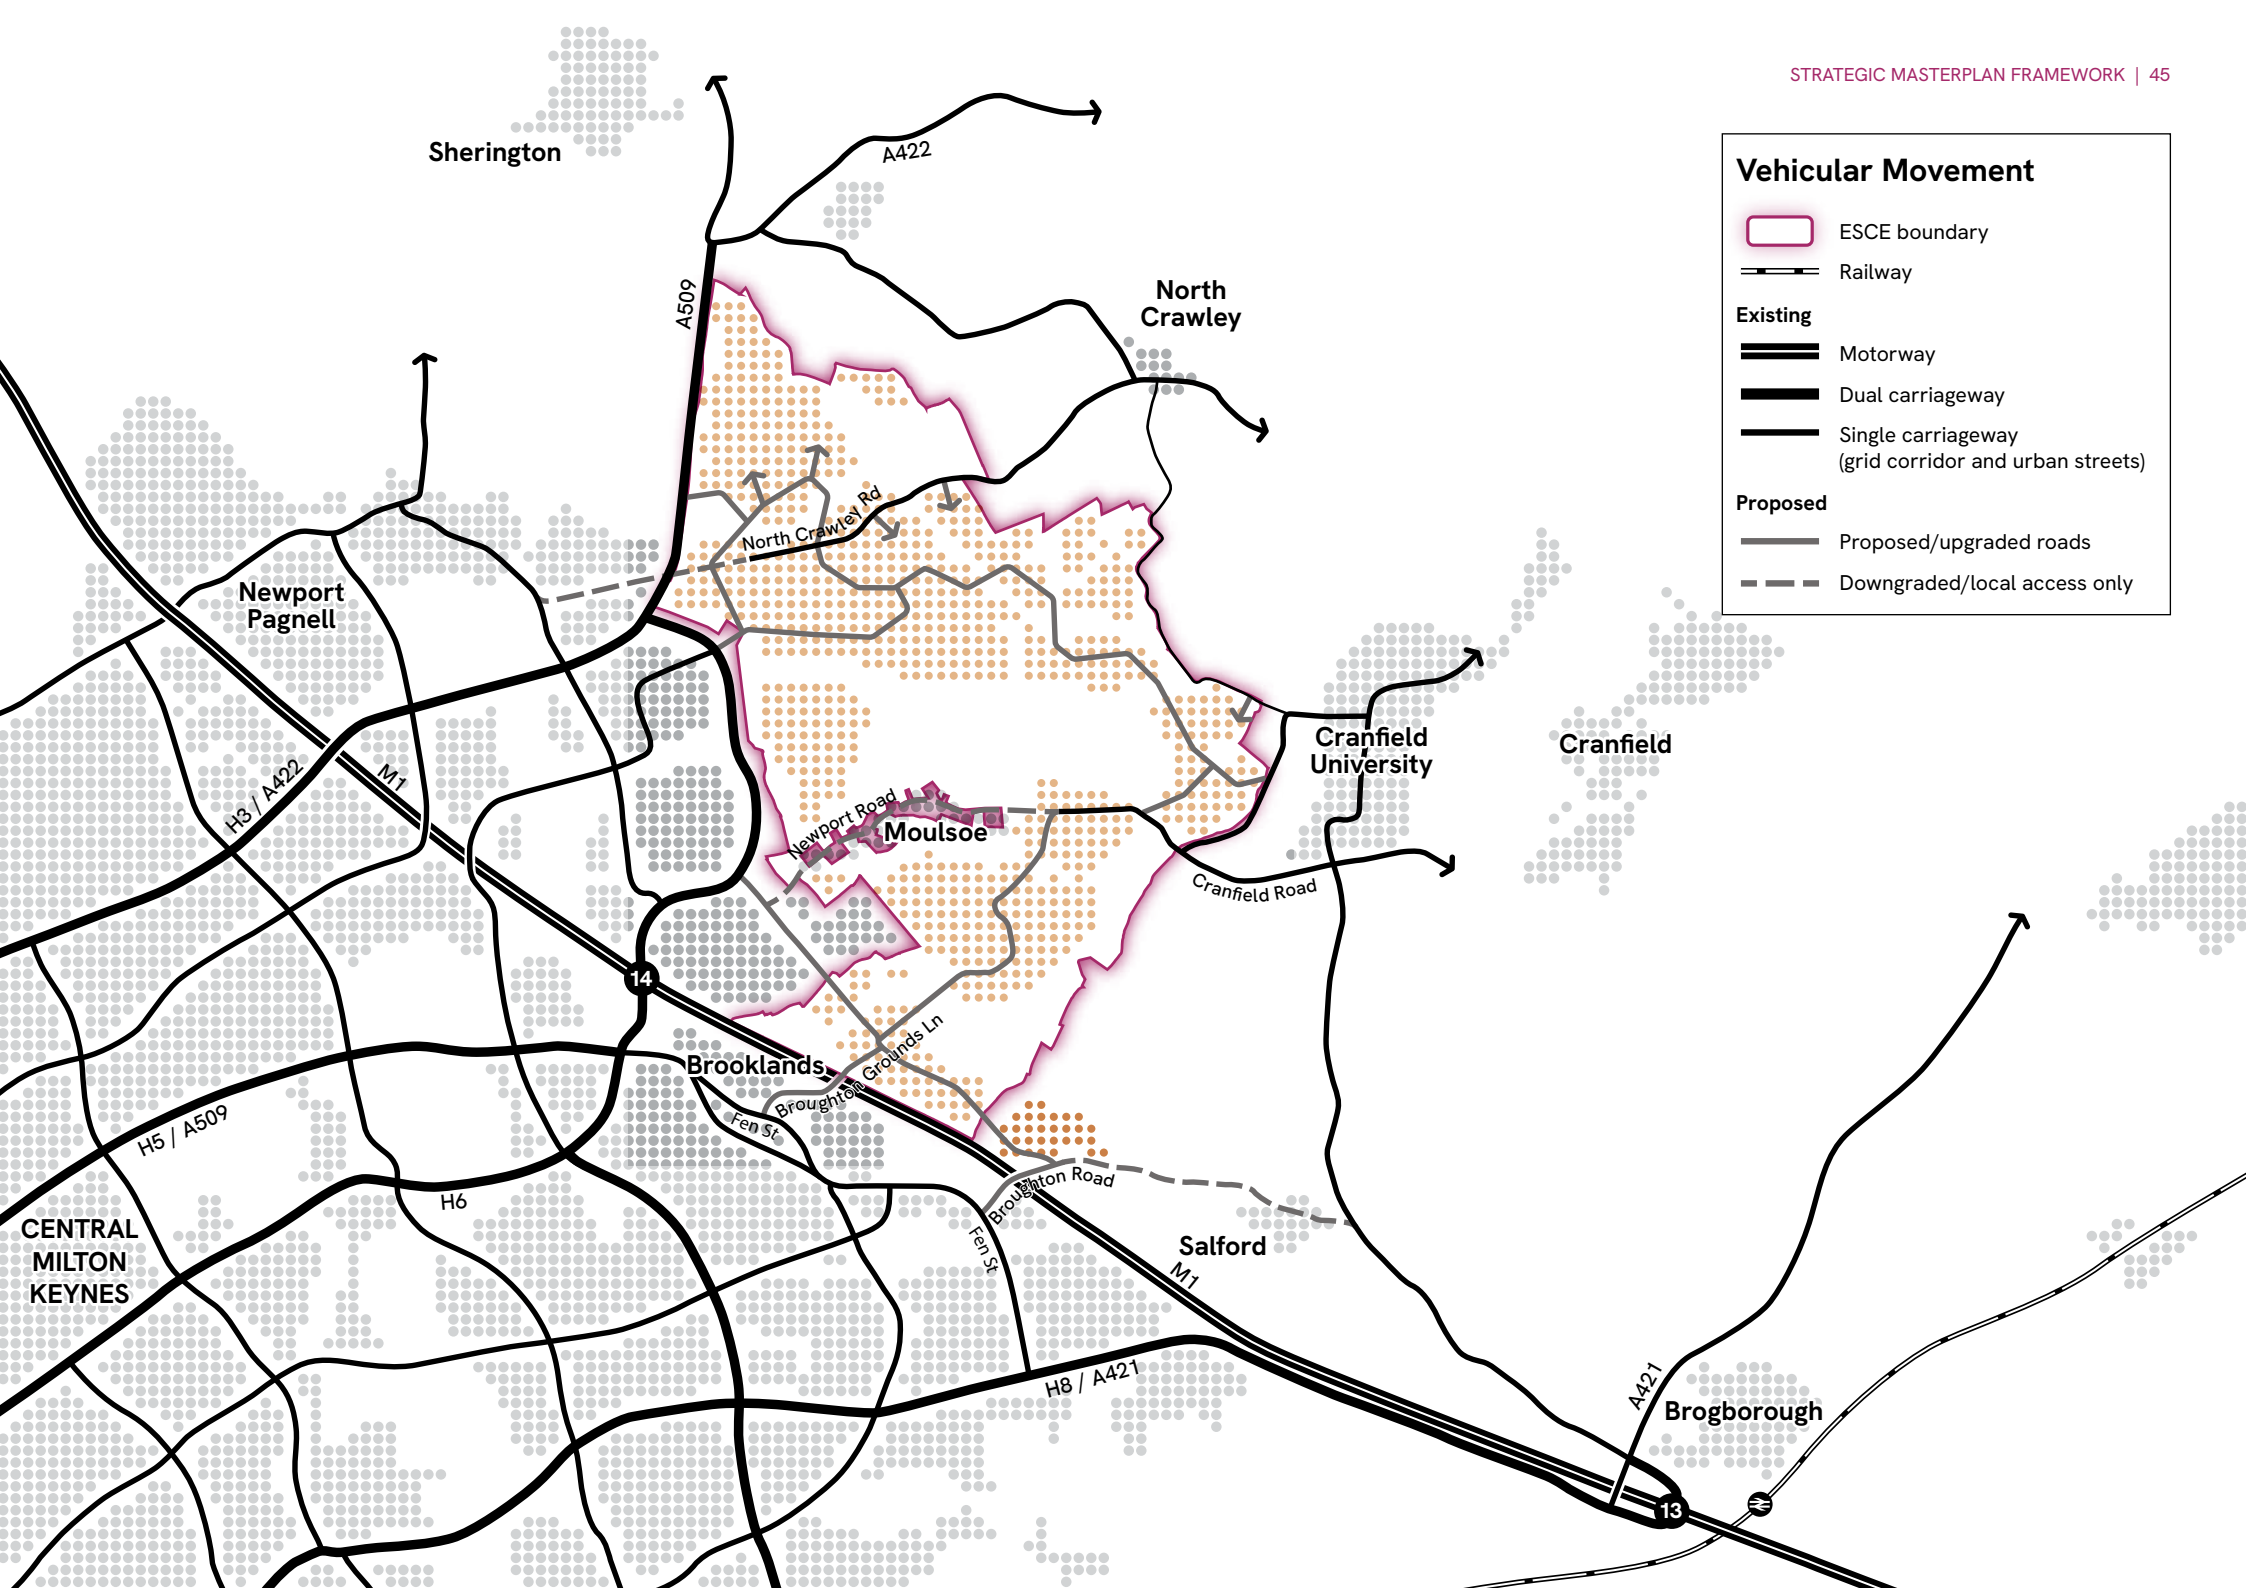 STRATEGIC MASTERPLAN FRAMEWORK | 45
Vehicular Movement
ESCE boundary
Railway
Existing
Motorway
Dual carriageway
Single carriageway
(grid corridor and urban streets)
Proposed
Proposed/upgraded roads
Downgraded/local access only
Sherington
A422
A509
North
Crawley
North Crawley Rd
Newport
Pagnell
H3 / A422
M1
Newport Road
Moulsoe
Cranfield
University
Cranfield
Cranfield Road
14
Brooklands
Broughton Grounds Ln
Fen St
H5 / A509
H6
Broughton Road
Fen St
CENTRAL
MILTON
KEYNES
Salford
M1
H8 / A421
A421
Brogborough
13